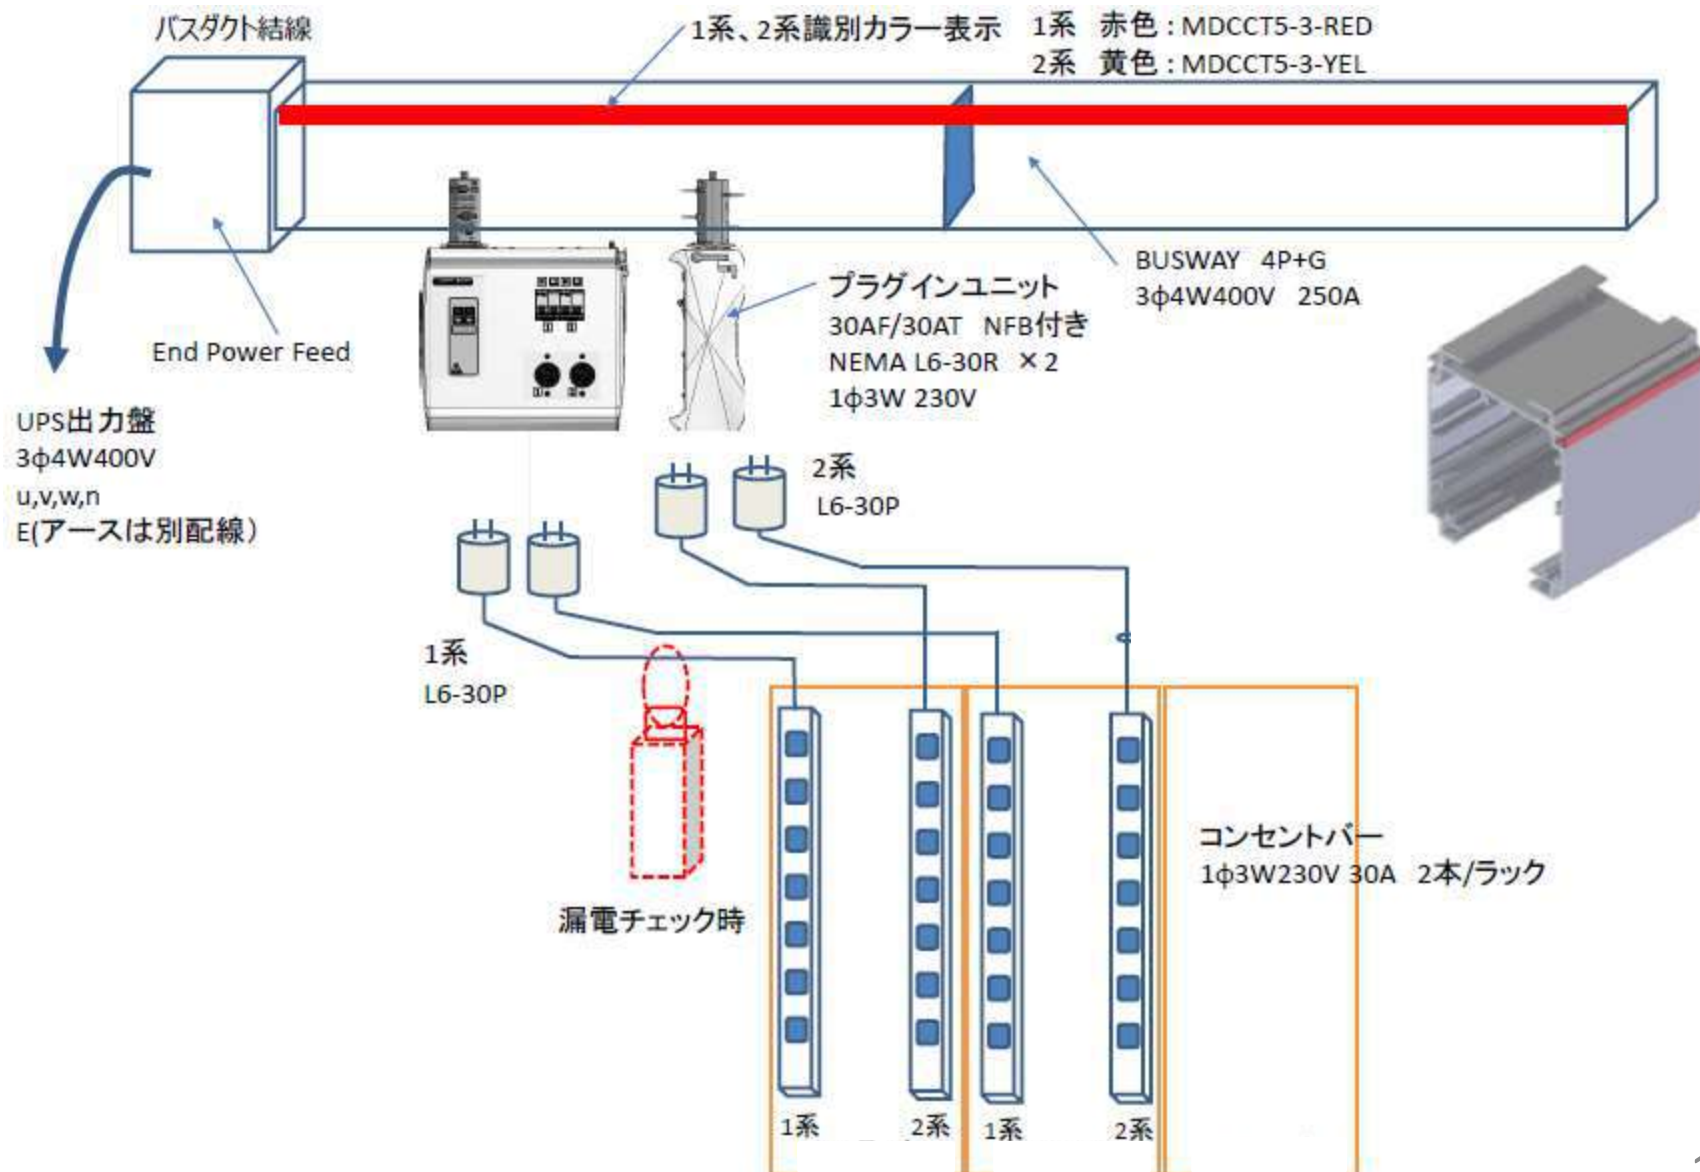 バスダクト結線
1系、2系識別カラー表示
1系 赤色：MDCCT5-3-RED
2系 黄色：MDCCT5-3-YEL
BUSWAY 4P+G
3φ4W400V 250A
プラグインユニット
30AF/30AT NFB付き
NEMA L6-30R ×2
1φ3W 230V
End Power Feed
UPS出力盤
3φ4W400V
u,v,w,n
E(アースは別配線）
2系
L6-30P
1系
L6-30P
漏電チェック時
コンセントバー
1φ3W230V 30A 2本/ラック
1系
2系
1系
2系